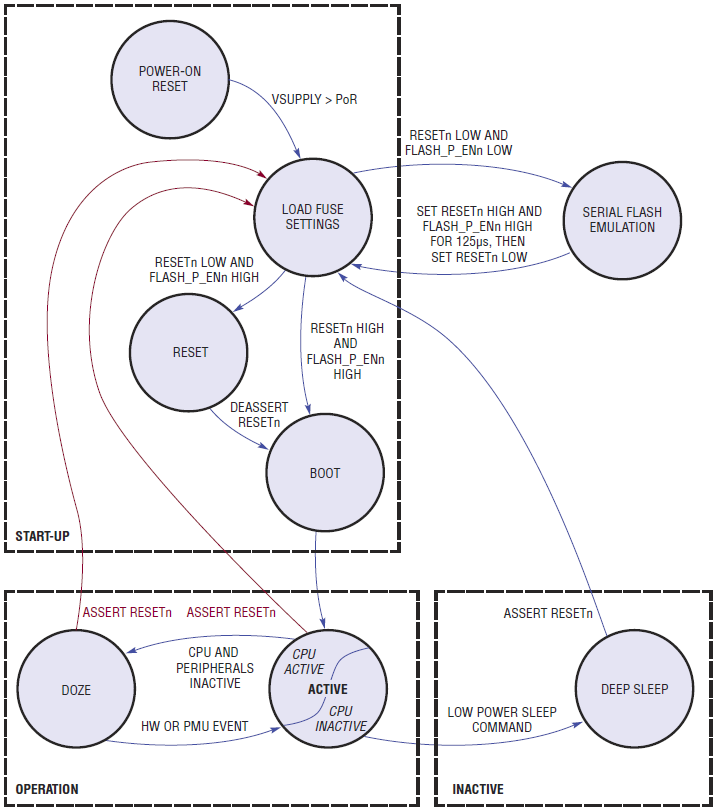 POWER-ON
RESET
VSUPPLY > PoR
RESETn LOW AND
FLASH_P_ENn LOW
LOAD FUSE
SETTINGS
SET RESETn HIGH AND
FLASH_P_ENn HIGH
FOR 125µs, THEN
SET RESETn LOW
SERIAL FLASH
EMULATION
RESETn LOW AND
FLASH_P_ENn HIGH
RESET
RESETn HIGH
AND
FLASH_P_ENn
HIGH
DEASSERT
RESETn
BOOT
START-UP
ASSERT RESETn
ASSERT RESETn
ASSERT RESETn
DOZE
CPU AND
PERIPHERALS
INACTIVE
CPU
ACTIVE
ACTIVE
CPU
INACTIVE
HW OR PMU EVENT
LOW POWER SLEEP
COMMAND
DEEP SLEEP
OPERATION
INACTIVE